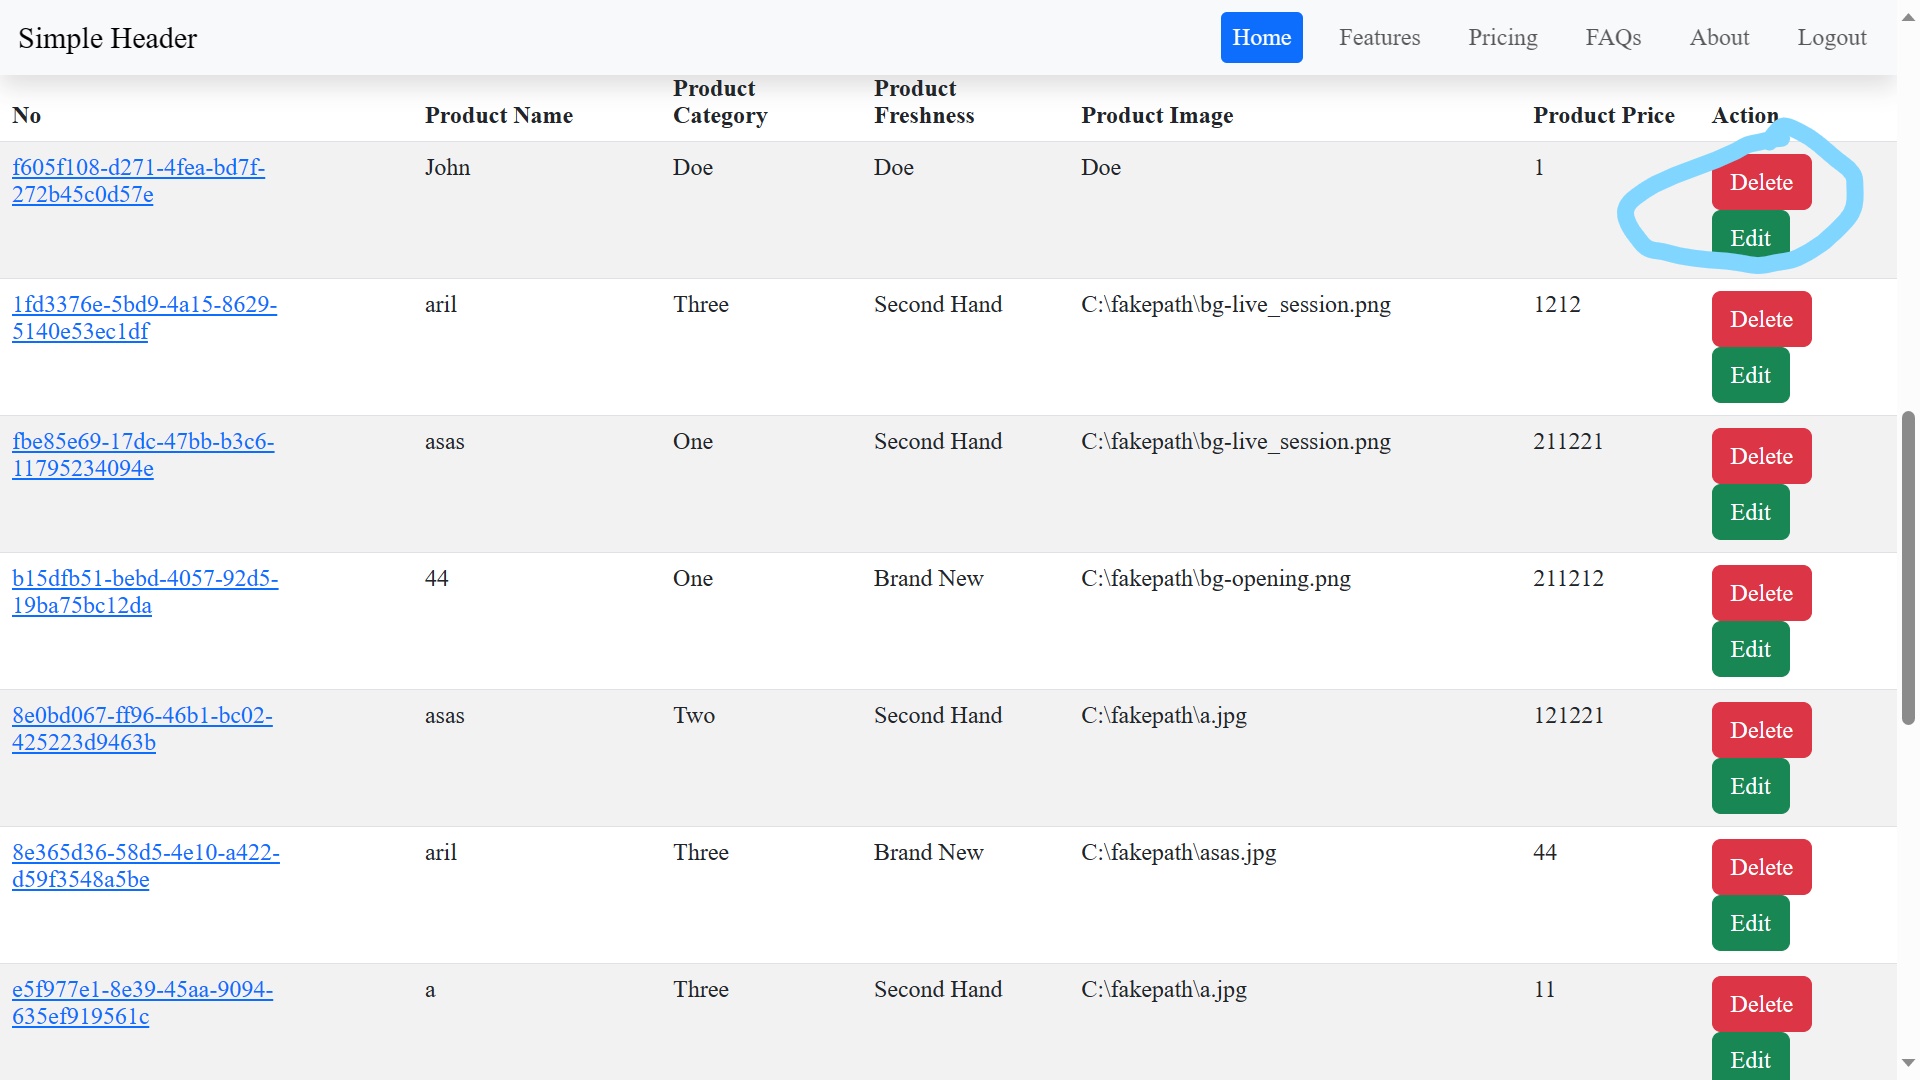 Simple Header Home Features Pricing FAQs About Logout
No Product Name Product Category Product Freshness Product Image Product Price Action
f605f108-d271-4fea-bd7f-272b45c0d57e John Doe Doe Doe 1 Delete Edit
1fd3376e-5bd9-4a15-8629-5140e53ec1df aril Three Second Hand C:\fakepath\bg-live_session.png 1212 Delete Edit
fbe85e69-17dc-47bb-b3c6-11795234094e asas One Second Hand C:\fakepath\bg-live_session.png 211221 Delete Edit
b15dfb51-bebd-4057-92d5-19ba75bc12da 44 One Brand New C:\fakepath\bg-opening.png 211212 Delete Edit
8e0bd067-ff96-46b1-bc02-425223d9463b asas Two Second Hand C:\fakepath\a.jpg 121221 Delete Edit
8e365d36-58d5-4e10-a422-d59f3548a5be aril Three Brand New C:\fakepath\asas.jpg 44 Delete Edit
e5f977e1-8e39-45aa-9094-635ef919561c a Three Second Hand C:\fakepath\a.jpg 11 Delete Edit